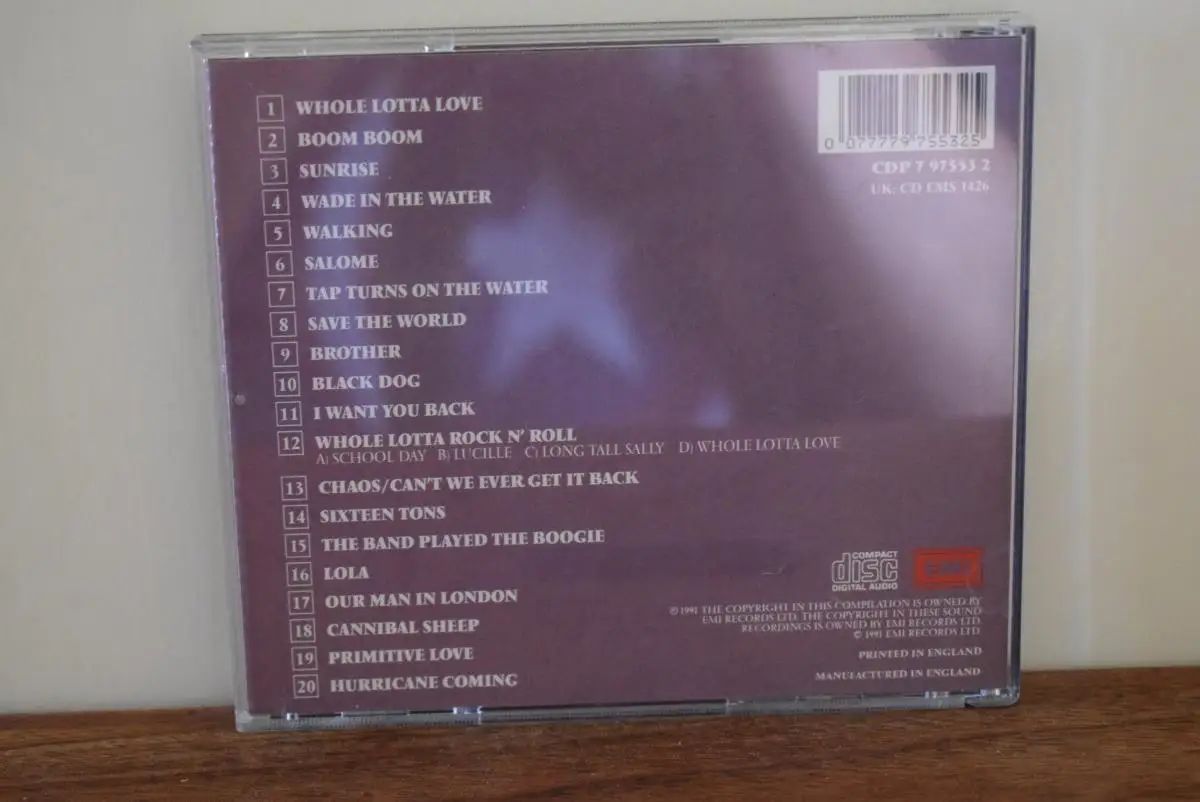 1 WHOLE LOTTA LOVE
2 BOOM BOOM
3 SUNRISE
4 WADE IN THE WATER
5 WALKING
6 SALOME
7 TAP TURNS ON THE WATER
8 SAVE THE WORLD
9 BROTHER
10 BLACK DOG
11 I WANT YOU BACK
12 WHOLE LOTTA ROCK N' ROLL
A) SCHOOL DAY B) LUCILLE C) LONG TALL SALLY D) WHOLE LOTTA LOVE
13 CHAOS/CAN'T WE EVER GET IT BACK
14 SIXTEEN TONS
15 THE BAND PLAYED THE BOOGIE
16 LOLA
17 OUR MAN IN LONDON
18 CANNIBAL SHEEP
19 PRIMITIVE LOVE
20 HURRICANE COMING
0 077779 755325
CDP 7 97553 2
UK: CD EMS 1426
COMPACT
disc
DIGITAL AUDIO
EMI
℗ 1991 THE COPYRIGHT IN THIS COMPILATION IS OWNED BY
EMI RECORDS LTD. THE COPYRIGHT IN THESE SOUND
RECORDINGS IS OWNED BY EMI RECORDS LTD.
© 1991 EMI RECORDS LTD.
PRINTED IN ENGLAND
MANUFACTURED IN ENGLAND